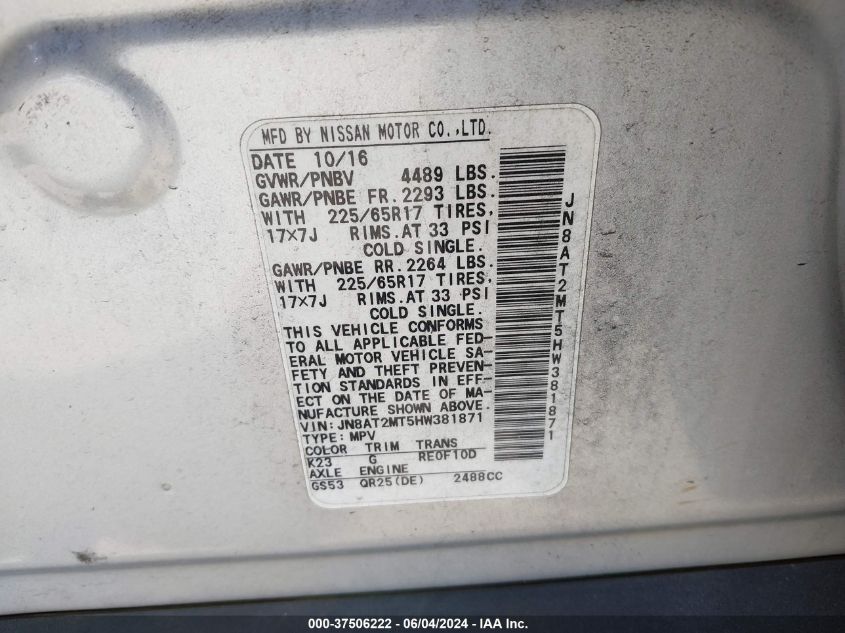 MFD BY NISSAN MOTOR CO.,LTD.
DATE 10/16
GVWR/PNBV 4489 LBS.
GAWR/PNBE FR. 2293 LBS.
WITH 225/65R17 TIRES,
17×7J RIMS.AT 33 PSI
COLD SINGLE.
GAWR/PNBE RR. 2264 LBS.
WITH 225/65R17 TIRES,
17×7J RIMS.AT 33 PSI
COLD SINGLE.
THIS VEHICLE CONFORMS
TO ALL APPLICABLE FED-
ERAL MOTOR VEHICLE SA-
FETY AND THEFT PREVEN-
TION STANDARDS IN EFF-
ECT ON THE DATE OF MA-
NUFACTURE SHOWN ABOVE.
VIN: JN8AT2MT5HW381871
TYPE: MPV
COLOR TRIM TRANS
K23 G RE0F10D
AXLE ENGINE
GS53 QR25(DE) 2488CC
JN8AT2MT5HW381871
000-37506222 - 06/04/2024 - IAA Inc.